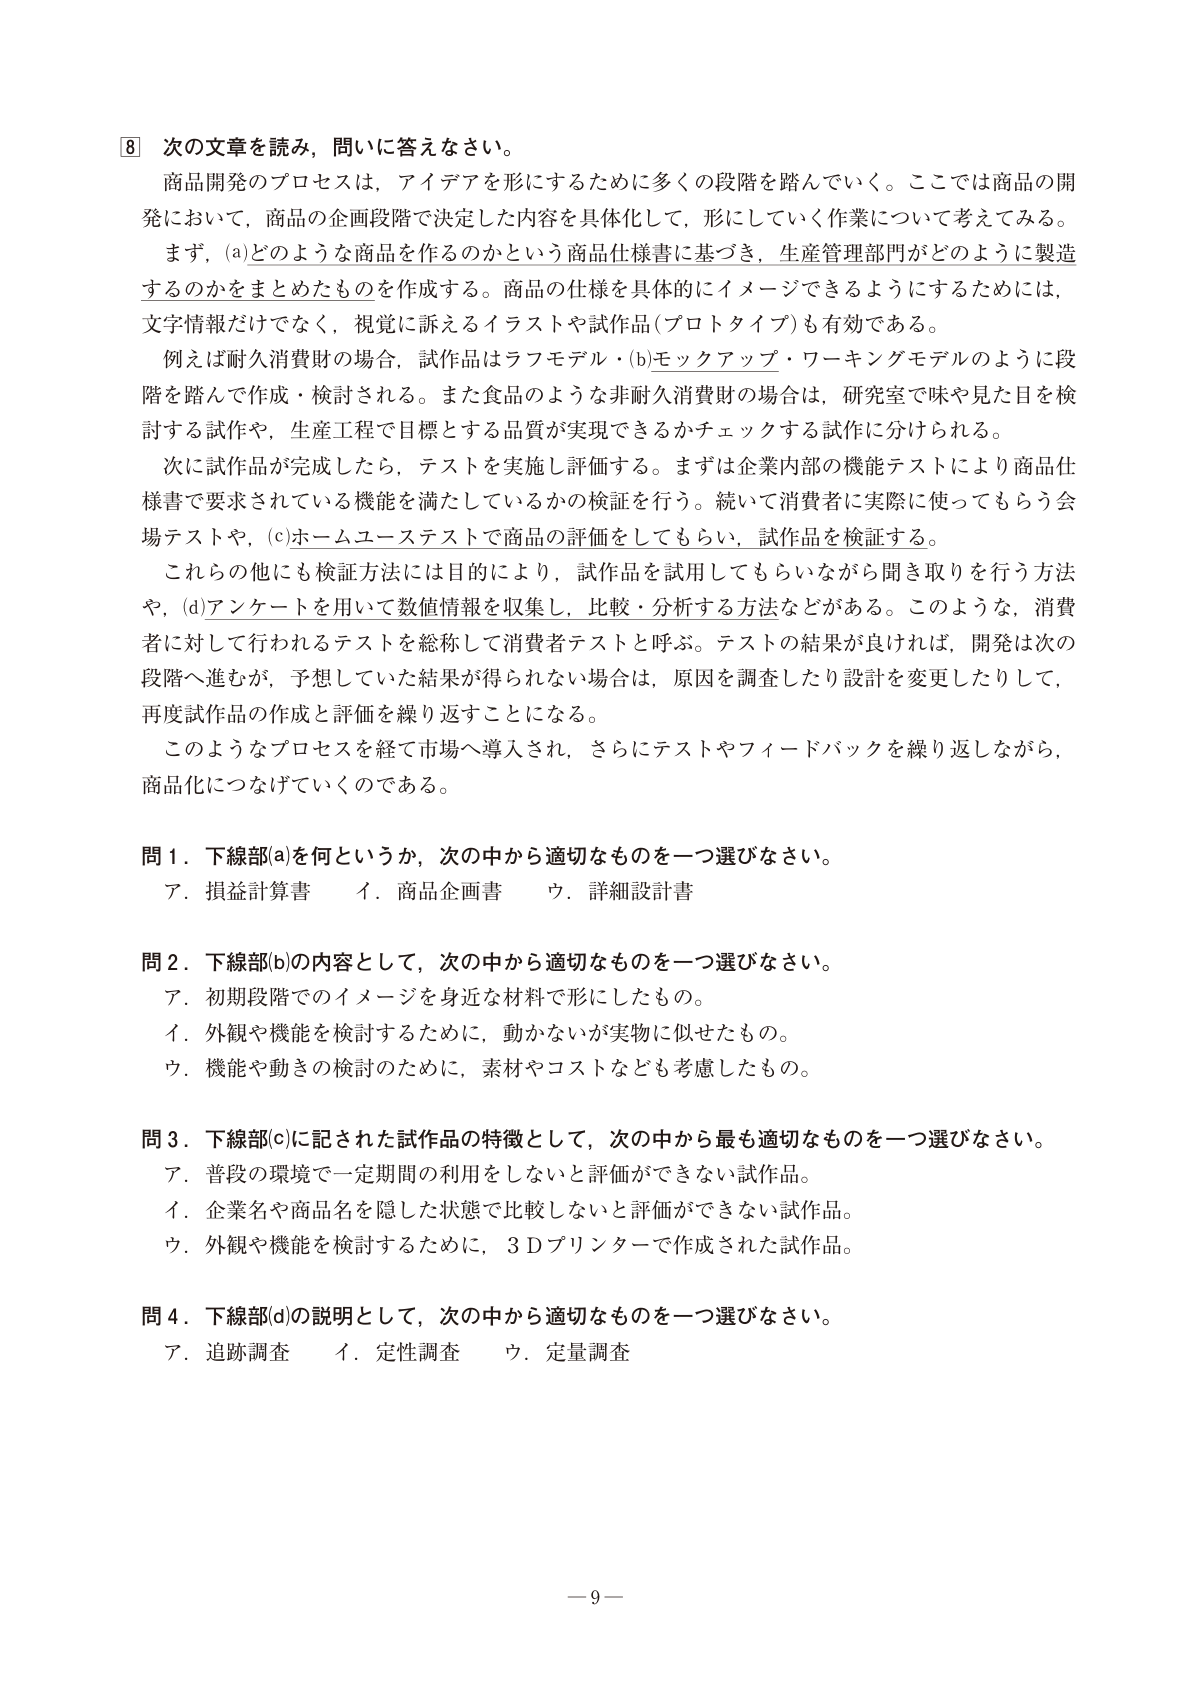 8 次の文章を読み，問いに答えなさい。
商品開発のプロセスは，アイデアを形にするために多くの段階を踏んでいく。ここでは商品の開
発において，商品の企画段階で決定した内容を具体化して，形にしていく作業について考えてみる。
まず，(a)どのような商品を作るのかという商品仕様書に基づき，生産管理部門がどのように製造
するのかをまとめたものを作成する。商品の仕様を具体的にイメージできるようにするためには，
文字情報だけでなく，視覚に訴えるイラストや試作品(プロトタイプ)も有効である。
例えば耐久消費財の場合，試作品はラフモデル・(b)モックアップ・ワーキングモデルのように段
階を踏んで作成・検討される。また食品のような非耐久消費財の場合は，研究室で味や見た目を検
討する試作や，生産工程で目標とする品質が実現できるかチェックする試作に分けられる。
次に試作品が完成したら，テストを実施し評価する。まずは企業内部の機能テストにより商品仕
様書で要求されている機能を満たしているかの検証を行う。続いて消費者に実際に使ってもらう会
場テストや，(c)ホームユーステストで商品の評価をしてもらい，試作品を検証する。
これらの他にも検証方法には目的により，試作品を試用してもらいながら聞き取りを行う方法
や，(d)アンケートを用いて数値情報を収集し，比較・分析する方法などがある。このような，消費
者に対して行われるテストを総称して消費者テストと呼ぶ。テストの結果が良ければ，開発は次の
段階へ進むが，予想していた結果が得られない場合は，原因を調査したり設計を変更したりして，
再度試作品の作成と評価を繰り返すことになる。
このようなプロセスを経て市場へ導入され，さらにテストやフィードバックを繰り返しながら，
商品化につなげていくのである。
問１．下線部(a)を何というか，次の中から適切なものを一つ選びなさい。
ア．損益計算書　　イ．商品企画書　　ウ．詳細設計書
問２．下線部(b)の内容として，次の中から適切なものを一つ選びなさい。
ア．初期段階でのイメージを身近な材料で形にしたもの。
イ．外観や機能を検討するために，動かないが実物に似せたもの。
ウ．機能や動きの検討のために，素材やコストなども考慮したもの。
問３．下線部(c)に記された試作品の特徴として，次の中から最も適切なものを一つ選びなさい。
ア．普段の環境で一定期間の利用をしないと評価ができない試作品。
イ．企業名や商品名を隠した状態で比較しないと評価ができない試作品。
ウ．外観や機能を検討するために，３Ｄプリンターで作成された試作品。
問４．下線部(d)の説明として，次の中から適切なものを一つ選びなさい。
ア．追跡調査　　イ．定性調査　　ウ．定量調査
― 9 ―